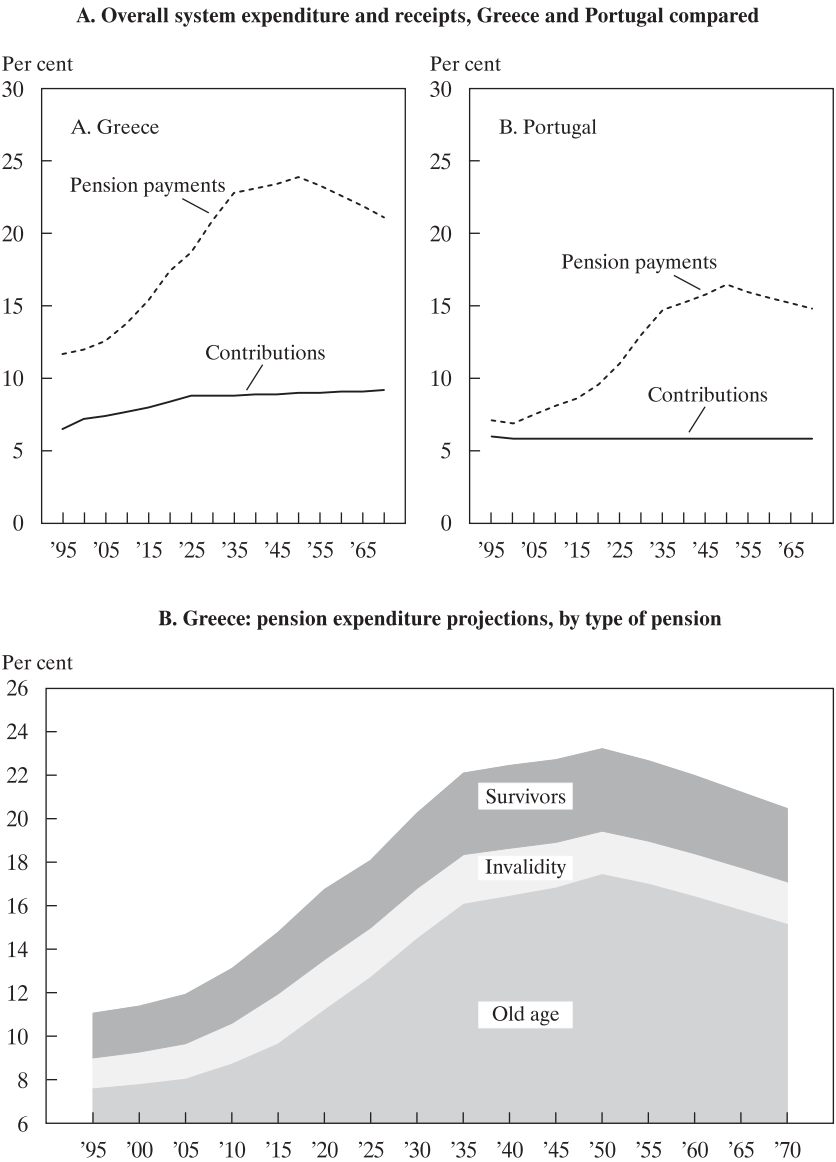 A. Overall system expenditure and receipts, Greece and Portugal compared
Per cent
30
25
20
15
10
5
0
A. Greece
Pension payments
Contributions
’95 ’05 ’15 ’25 ’35 ’45 ’55 ’65
Per cent
30
25
20
15
10
5
0
B. Portugal
Pension payments
Contributions
’95 ’05 ’15 ’25 ’35 ’45 ’55 ’65
B. Greece: pension expenditure projections, by type of pension
Per cent
26
24
22
20
18
16
14
12
10
8
6
Survivors
Invalidity
Old age
’95 ’00 ’05 ’10 ’15 ’20 ’25 ’30 ’35 ’40 ’45 ’50 ’55 ’60 ’65 ’70